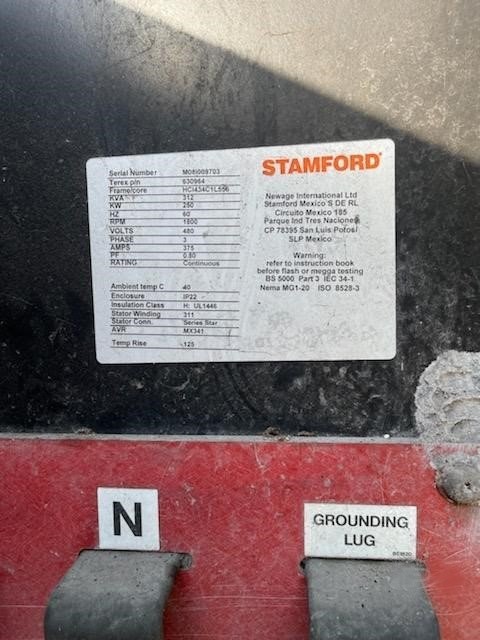 STAMFORD
Serial Number M08I009703
Terex p/n 630964
Frame/core HCI434C1L556
KVA 312
KW 250
HZ 60
RPM 1800
VOLTS 480
PHASE 3
AMPS 375
PF 0.80
RATING Continuous
Ambient temp C 40
Enclosure IP22
Insulation Class H: UL1446
Stator Winding 311
Stator Conn. Series Star
AVR MX341
Temp Rise 125
Newage International Ltd
Stamford Mexico S DE RL
Circuito Mexico 185
Parque Ind Tres Naciones
CP 78395 San Luis Potosi
SLP Mexico
Warning:
refer to instruction book
before flash or megga testing
BS 5000 Part 3 IEC 34-1
Nema MG1-20 ISO 8528-3
N
GROUNDING
LUG